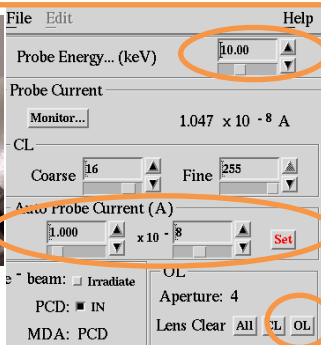 File Edit Help
Probe Energy... (keV) 10.00
Probe Current
Monitor... 1.047 x 10 - 8 A
CL
Coarse 16 Fine 255
Auto Probe Current (A)
1.000 x 10 - 8 Set
e - beam: Irradiate
PCD: IN
MDA: PCD
OL
Aperture: 4
Lens Clear All CL OL